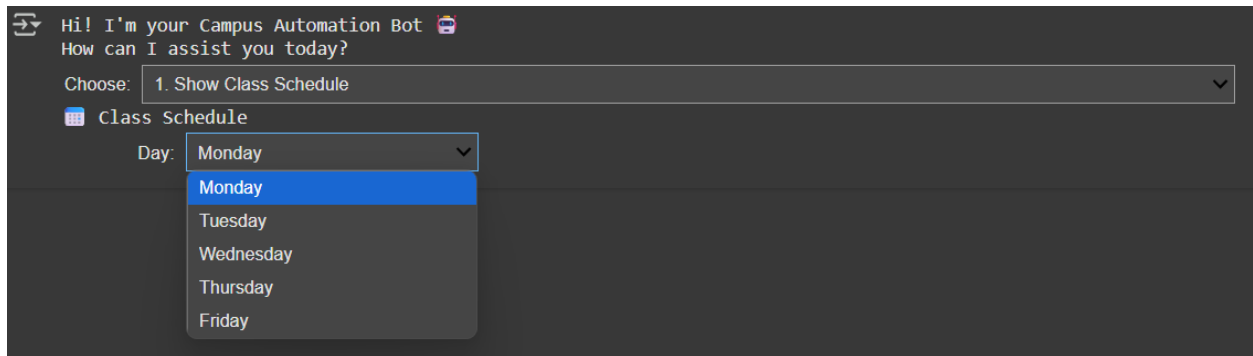 Hi! I'm your Campus Automation Bot 🤖
How can I assist you today?
Choose: 1. Show Class Schedule
📅 Class Schedule
Day: Monday
Monday
Tuesday
Wednesday
Thursday
Friday